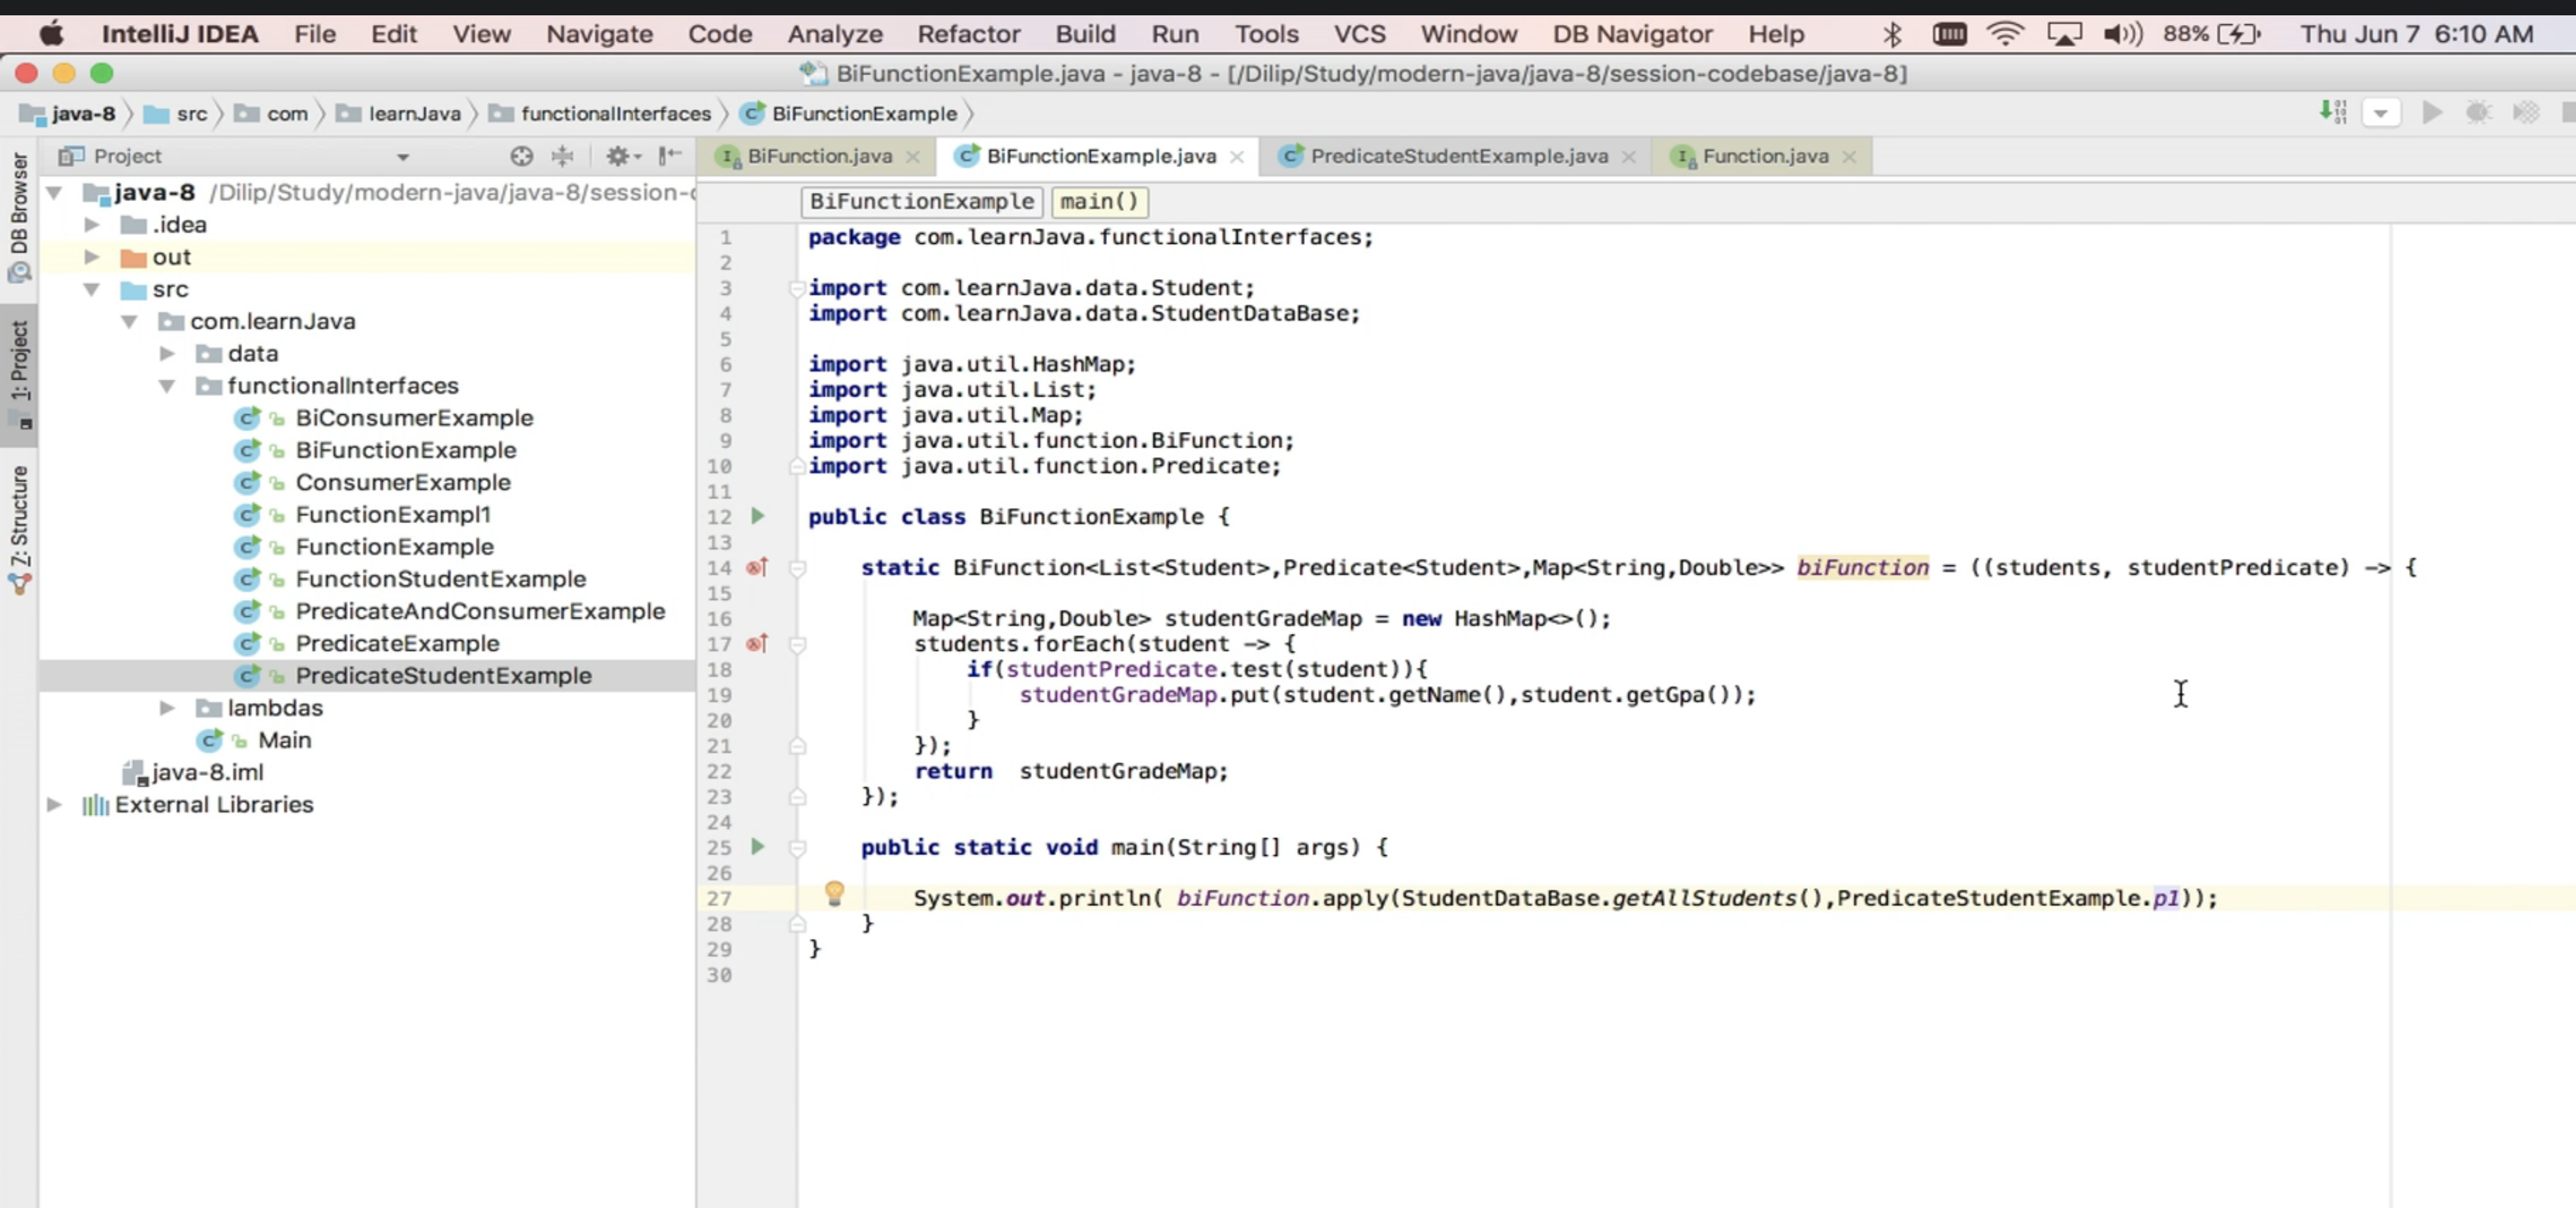 IntelliJ IDEA File Edit View Navigate Code Analyze Refactor Build Run Tools VCS Window DB Navigator Help 88% Thu Jun 7 6:10 AM
BiFunctionExample.java - java-8 - [/Dilip/Study/modern-java/java-8/session-codebase/java-8]
java-8 src com learnJava functionalInterfaces BiFunctionExample
Project
BiFunction.java BiFunctionExample.java PredicateStudentExample.java Function.java
DB Browser
1: Project
Z: Structure
java-8 /Dilip/Study/modern-java/java-8/session-
.idea
out
src
com.learnJava
data
functionalInterfaces
BiConsumerExample
BiFunctionExample
ConsumerExample
FunctionExampl1
FunctionExample
FunctionStudentExample
PredicateAndConsumerExample
PredicateExample
PredicateStudentExample
lambdas
Main
java-8.iml
External Libraries
BiFunctionExample main()
1 package com.learnJava.functionalInterfaces;
2
3 import com.learnJava.data.Student;
4 import com.learnJava.data.StudentDataBase;
5
6 import java.util.HashMap;
7 import java.util.List;
8 import java.util.Map;
9 import java.util.function.BiFunction;
10 import java.util.function.Predicate;
11
12 public class BiFunctionExample {
13
14 static BiFunction<List<Student>,Predicate<Student>,Map<String,Double>> biFunction = ((students, studentPredicate) -> {
15
16 Map<String,Double> studentGradeMap = new HashMap<>();
17 students.forEach(student -> {
18 if(studentPredicate.test(student)){
19 studentGradeMap.put(student.getName(),student.getGpa());
20 }
21 });
22 return  studentGradeMap;
23 });
24
25 public static void main(String[] args) {
26
27 System.out.println( biFunction.apply(StudentDataBase.getAllStudents(),PredicateStudentExample.p1));
28 }
29 }
30